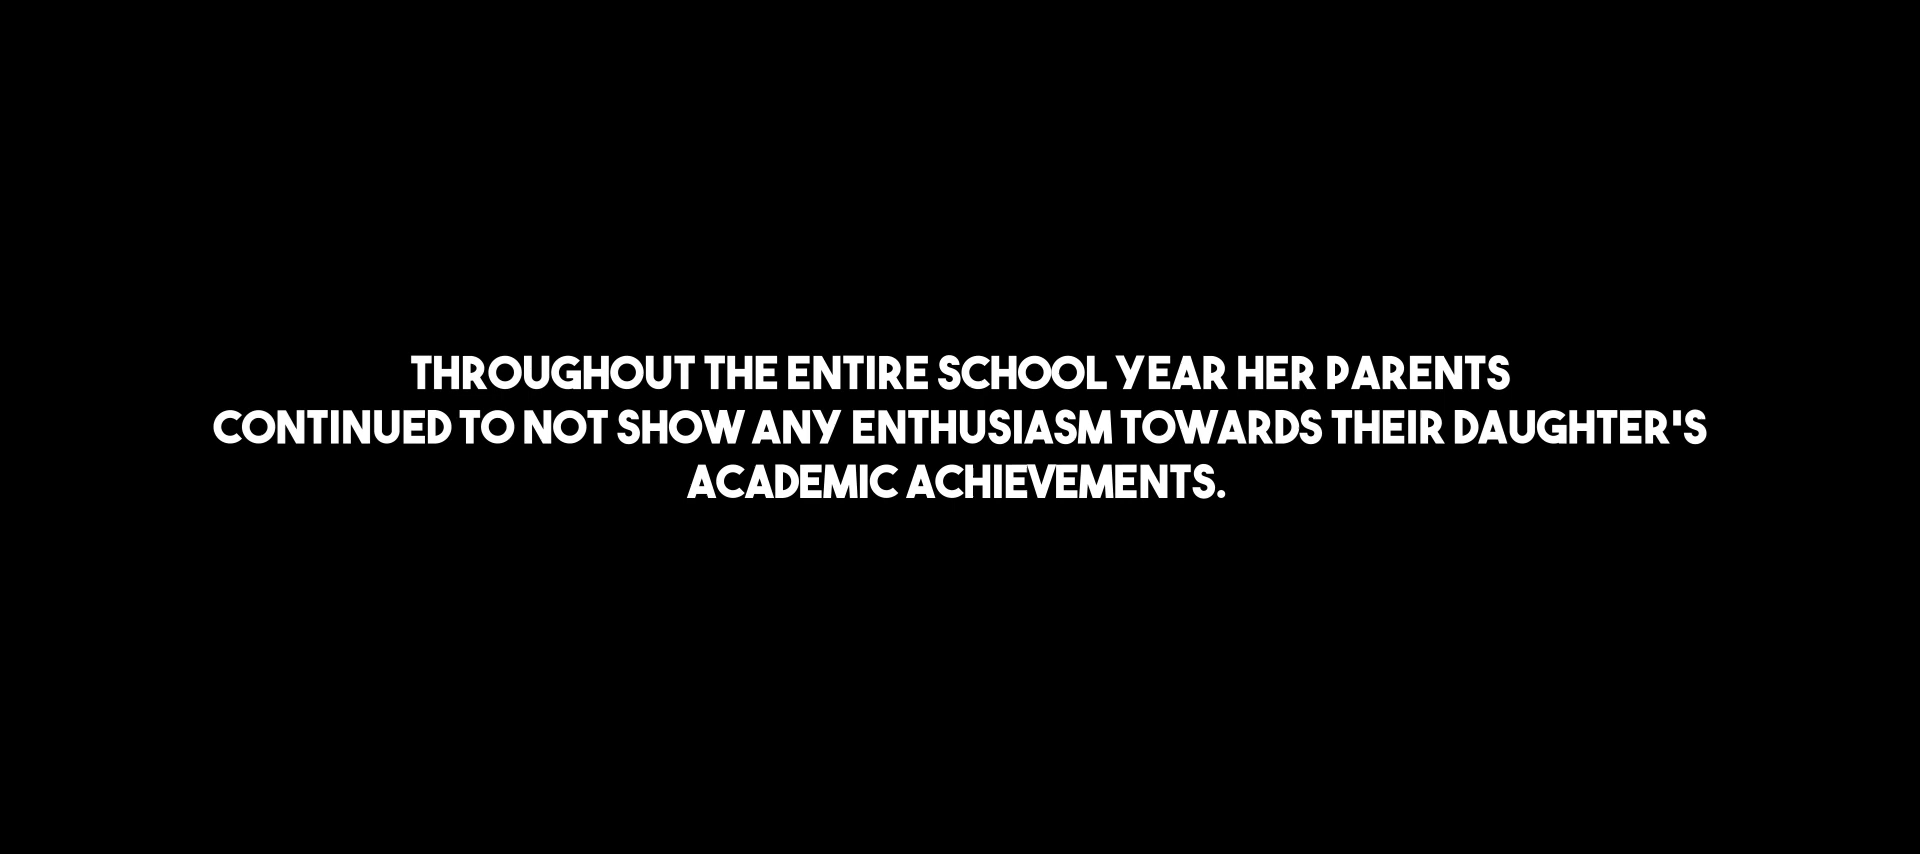 THROUGHOUT THE ENTIRE SCHOOL YEAR HER PARENTS
CONTINUED TO NOT SHOW ANY ENTHUSIASM TOWARDS THEIR DAUGHTER'S
ACADEMIC ACHIEVEMENTS.